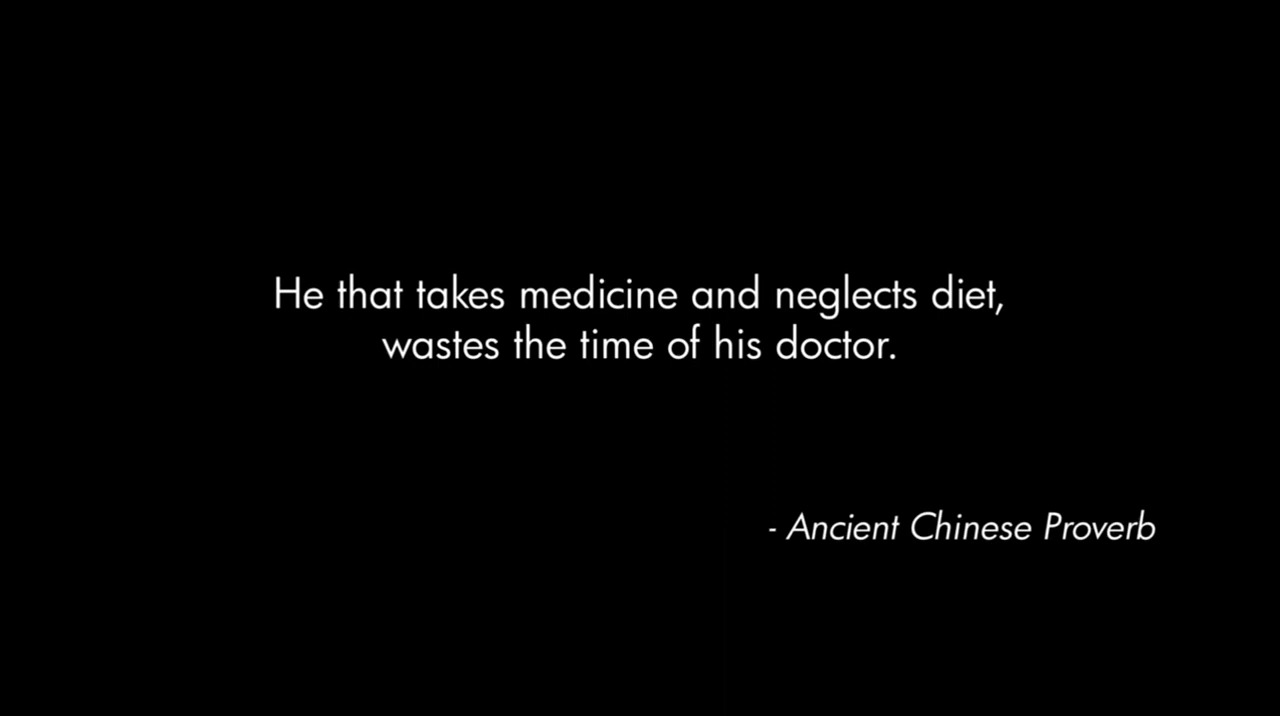 He that takes medicine and neglects diet,
wastes the time of his doctor.
- Ancient Chinese Proverb